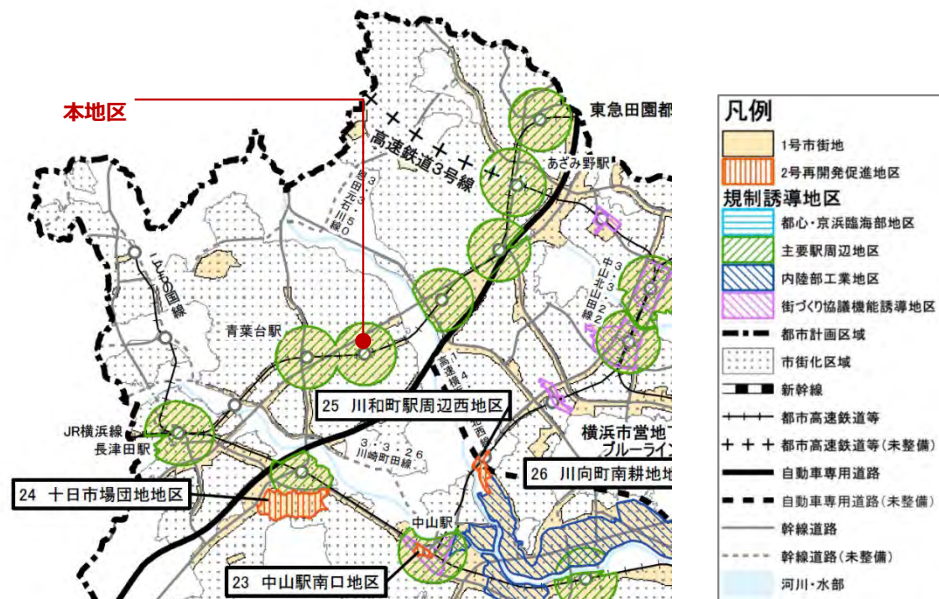 東急田園都
本地区
高速鉄道3号線
あざみ野駅
恩田元石川線
青葉台駅
25 川和町駅周辺西地区
JR横浜線
長津田駅
3・3・26
川崎町田線
横浜市営地下
ブルーライン
26 川向町南耕地地
24 十日市場団地地区
中山駅
23 中山駅南口地区
凡例
1号市街地
2号再開発促進地区
規制誘導地区
都心・京浜臨海部地区
主要駅周辺地区
内陸部工業地区
街づくり協議機能誘導地区
都市計画区域
市街化区域
新幹線
都市高速鉄道等
都市高速鉄道等(未整備)
自動車専用道路
自動車専用道路(未整備)
幹線道路
幹線道路(未整備)
河川・水部